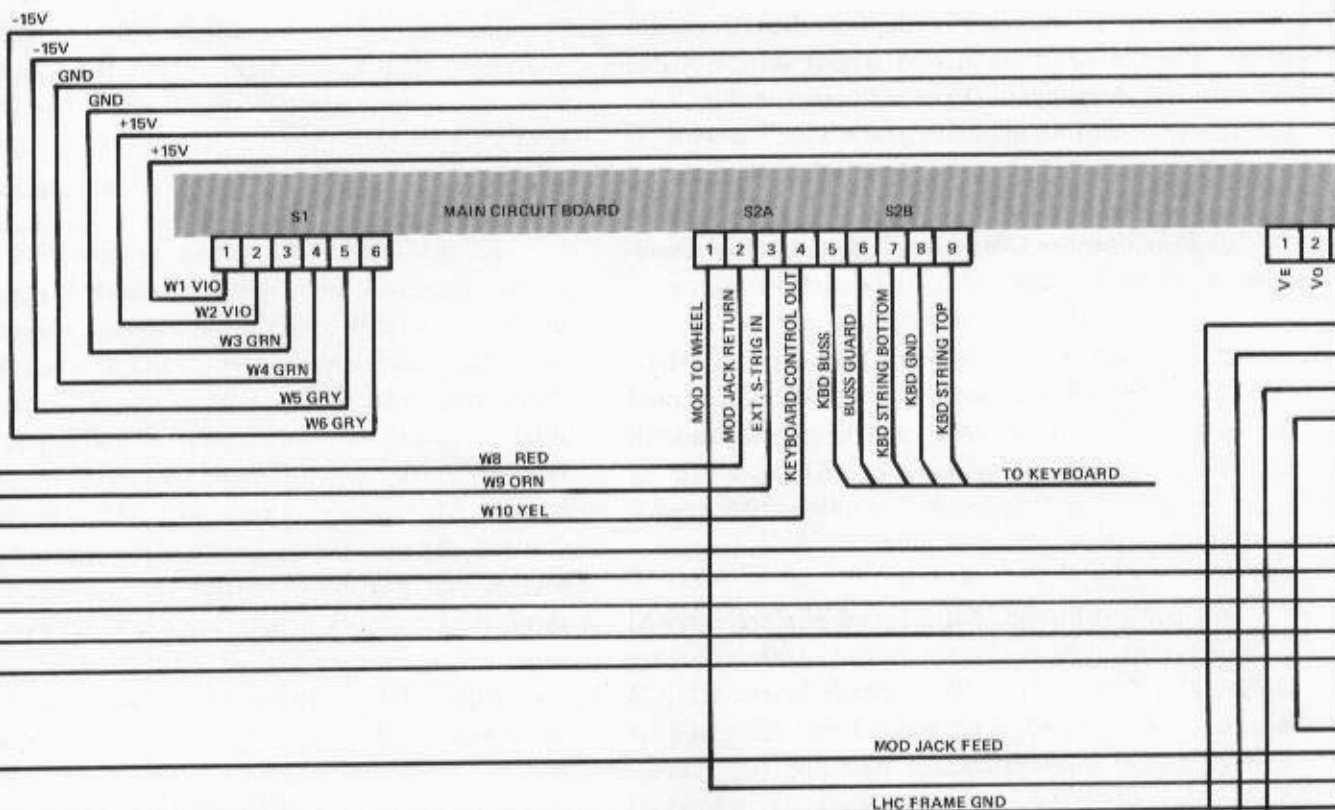 -15V
-15V
GND
GND
+15V
+15V
S1 MAIN CIRCUIT BOARD S2A S2B
1 2 3 4 5 6
1 2 3 4 5 6 7 8 9
1 2
W1 VIO
W2 VIO
W3 GRN
W4 GRN
W5 GRY
W6 GRY
MOD TO WHEEL
MOD JACK RETURN
EXT. S-TRIG IN
KEYBOARD CONTROL OUT
KBD BUSS
BUSS GUARD
KBD STRING BOTTOM
KBD GND
KBD STRING TOP
VE
VO
W8 RED
W9 ORN
W10 YEL
TO KEYBOARD
MOD JACK FEED
LHC FRAME GND